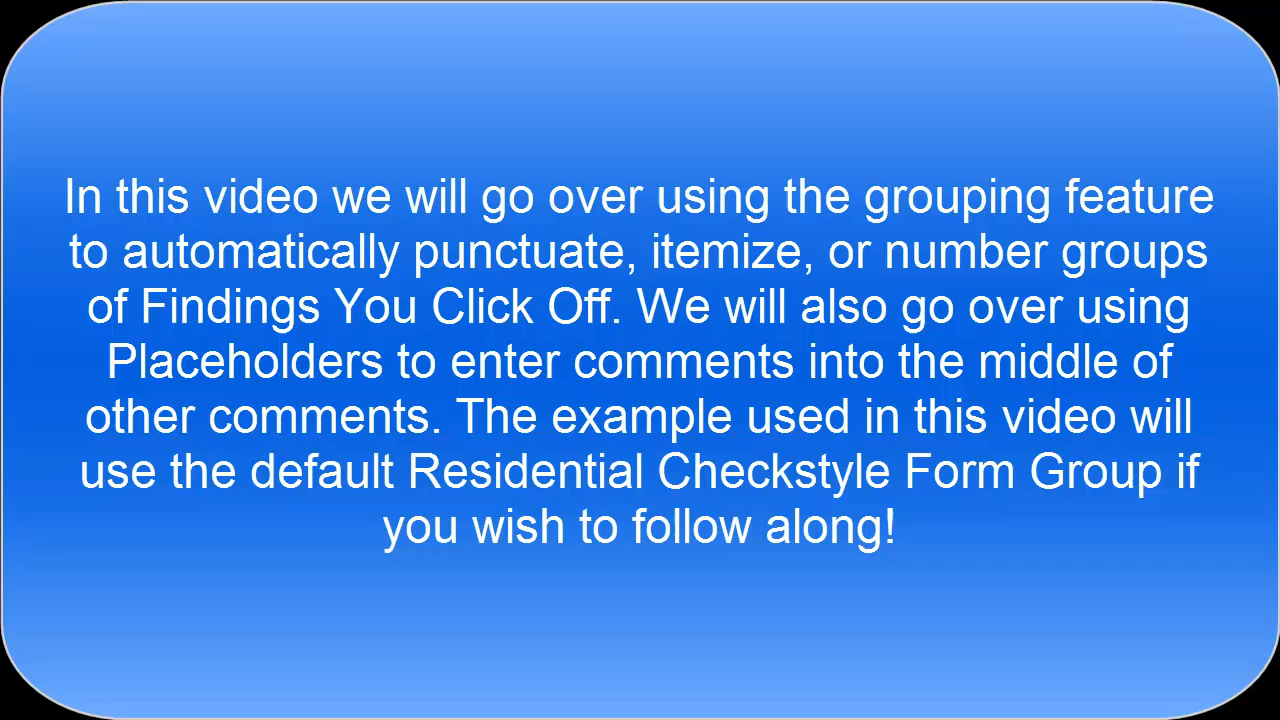 In this video we will go over using the grouping feature
to automatically punctuate, itemize, or number groups
of Findings You Click Off. We will also go over using
Placeholders to enter comments into the middle of
other comments. The example used in this video will
use the default Residential Checkstyle Form Group if
you wish to follow along!